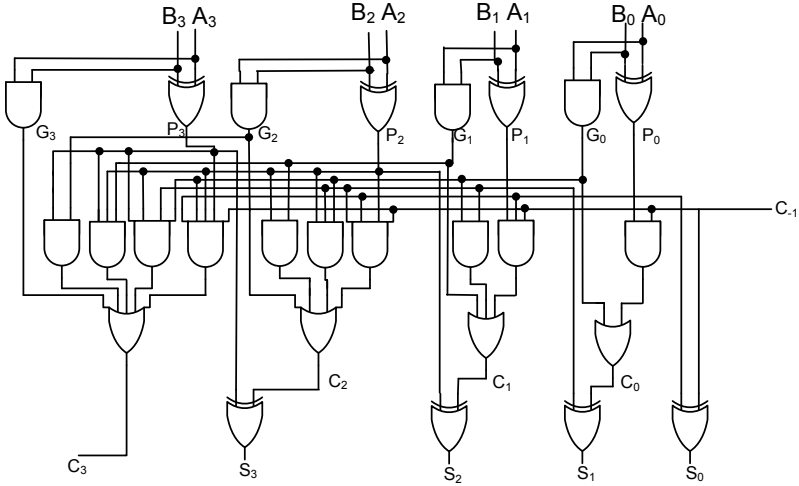 B₃ A₃ B₂ A₂ B₁ A₁ B₀ A₀
G₃ P₃ G₂ P₂ G₁ P₁ G₀ P₀
C₋₁
C₂ C₁ C₀
C₃ S₃ S₂ S₁ S₀